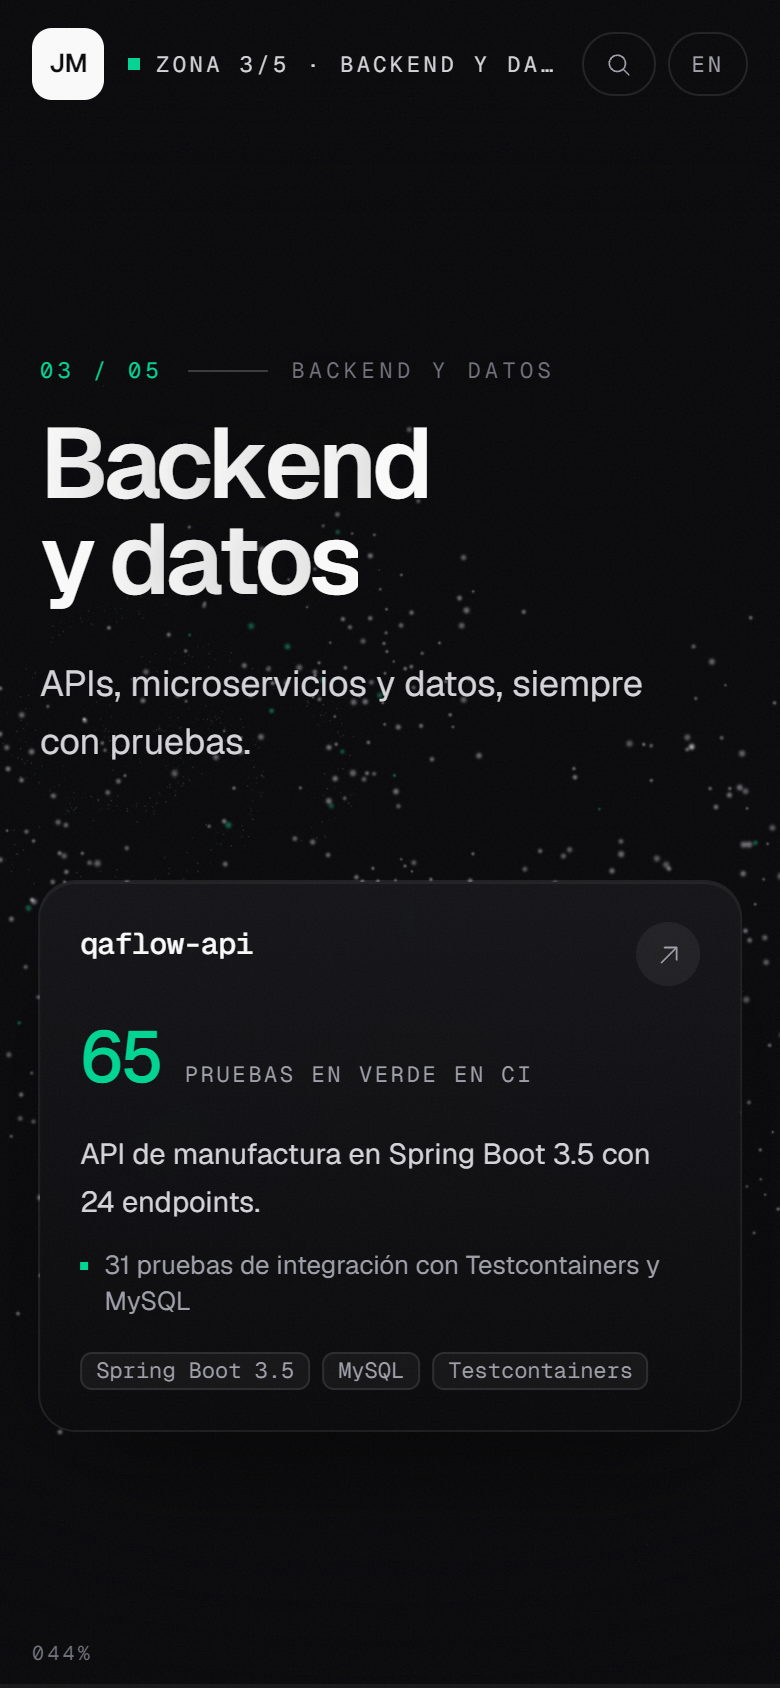 JM
ZONA 3/5 · BACKEND Y DA…
EN
03 / 05
BACKEND Y DATOS
Backend
y datos
APIs, microservicios y datos, siempre
con pruebas.
qaflow-api
65 PRUEBAS EN VERDE EN CI
API de manufactura en Spring Boot 3.5 con
24 endpoints.
31 pruebas de integración con Testcontainers y
MySQL
Spring Boot 3.5
MySQL
Testcontainers
044%